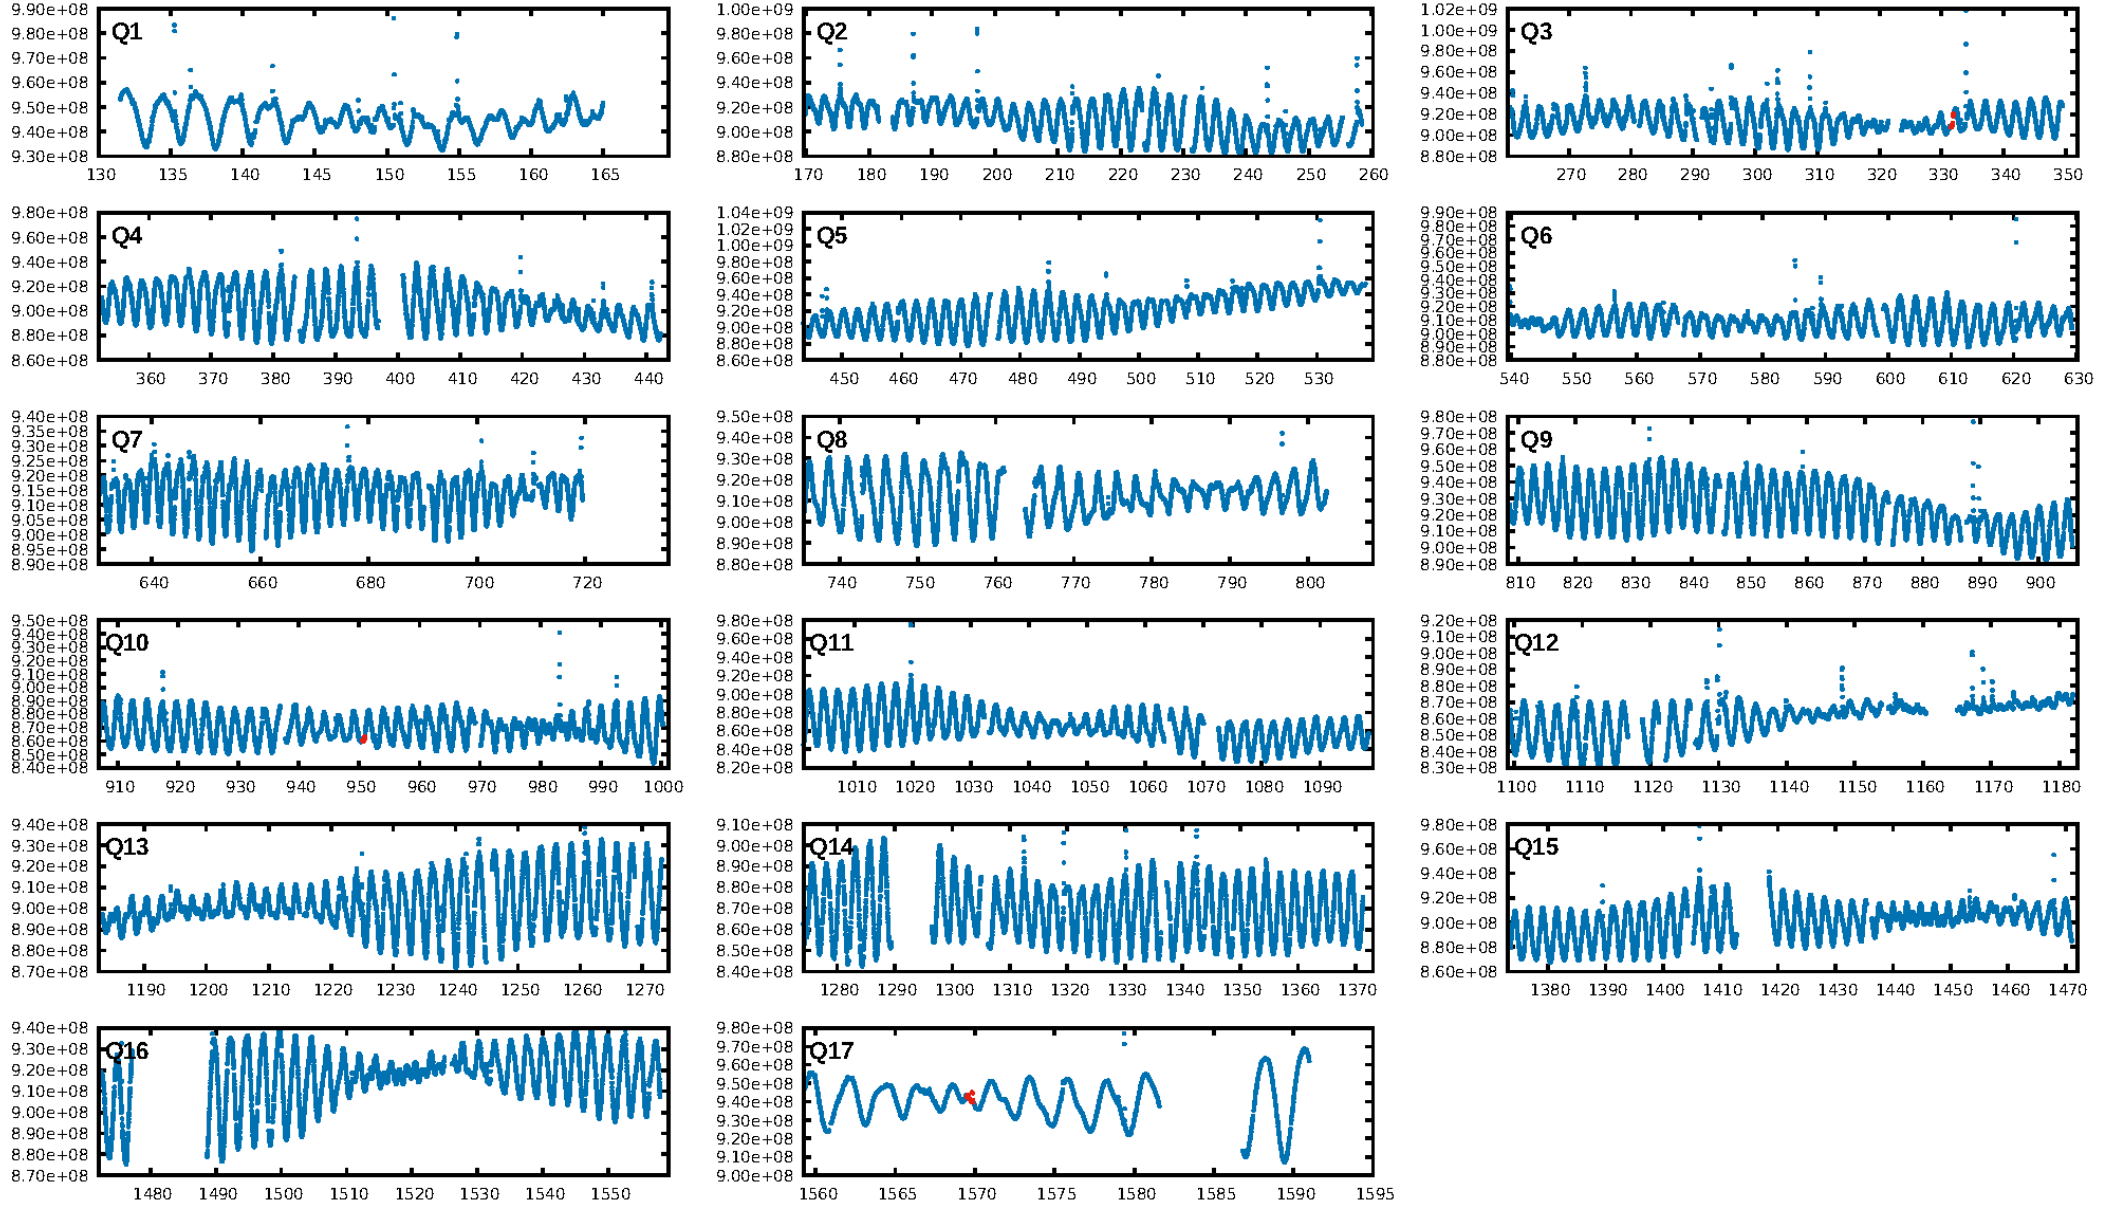 9.90e+08
Q1
9.80e+08
9.70e+08
9.60e+08
9.50e+08
9.40e+08
9.30e+08
130 135 140 145 150 155 160 165
1.00e+09
Q2
9.80e+08
9.60e+08
9.40e+08
9.20e+08
9.00e+08
8.80e+08
170 180 190 200 210 220 230 240 250 260
1.02e+09
Q3
1.00e+09
9.80e+08
9.60e+08
9.40e+08
9.20e+08
9.00e+08
8.80e+08
270 280 290 300 310 320 330 340 350
9.80e+08
Q4
9.60e+08
9.40e+08
9.20e+08
9.00e+08
8.80e+08
8.60e+08
360 370 380 390 400 410 420 430 440
1.04e+09
Q5
1.02e+09
1.00e+09
9.80e+08
9.60e+08
9.40e+08
9.20e+08
9.00e+08
8.80e+08
8.60e+08
450 460 470 480 490 500 510 520 530
9.90e+08
Q6
9.80e+08
9.70e+08
9.60e+08
9.50e+08
9.40e+08
9.30e+08
9.20e+08
9.10e+08
9.00e+08
8.90e+08
8.80e+08
540 550 560 570 580 590 600 610 620 630
9.40e+08
Q7
9.35e+08
9.30e+08
9.25e+08
9.20e+08
9.15e+08
9.10e+08
9.05e+08
9.00e+08
8.95e+08
8.90e+08
640 660 680 700 720
9.50e+08
Q8
9.40e+08
9.30e+08
9.20e+08
9.10e+08
9.00e+08
8.90e+08
8.80e+08
740 750 760 770 780 790 800
9.80e+08
Q9
9.70e+08
9.60e+08
9.50e+08
9.40e+08
9.30e+08
9.20e+08
9.10e+08
9.00e+08
8.90e+08
810 820 830 840 850 860 870 880 890 900
9.50e+08
Q10
9.40e+08
9.30e+08
9.20e+08
9.10e+08
9.00e+08
8.90e+08
8.80e+08
8.70e+08
8.60e+08
8.50e+08
8.40e+08
910 920 930 940 950 960 970 980 990 1000
9.80e+08
Q11
9.60e+08
9.40e+08
9.20e+08
9.00e+08
8.80e+08
8.60e+08
8.40e+08
8.20e+08
1010 1020 1030 1040 1050 1060 1070 1080 1090
9.20e+08
Q12
9.10e+08
9.00e+08
8.90e+08
8.80e+08
8.70e+08
8.60e+08
8.50e+08
8.40e+08
8.30e+08
1100 1110 1120 1130 1140 1150 1160 1170 1180
9.40e+08
Q13
9.30e+08
9.20e+08
9.10e+08
9.00e+08
8.90e+08
8.80e+08
8.70e+08
1190 1200 1210 1220 1230 1240 1250 1260 1270
9.10e+08
Q14
9.00e+08
8.90e+08
8.80e+08
8.70e+08
8.60e+08
8.50e+08
8.40e+08
1280 1290 1300 1310 1320 1330 1340 1350 1360 1370
9.80e+08
Q15
9.60e+08
9.40e+08
9.20e+08
9.00e+08
8.80e+08
8.60e+08
1380 1390 1400 1410 1420 1430 1440 1450 1460 1470
9.40e+08
Q16
9.30e+08
9.20e+08
9.10e+08
9.00e+08
8.90e+08
8.80e+08
8.70e+08
1480 1490 1500 1510 1520 1530 1540 1550
9.80e+08
Q17
9.70e+08
9.60e+08
9.50e+08
9.40e+08
9.30e+08
9.20e+08
9.10e+08
9.00e+08
1560 1565 1570 1575 1580 1585 1590 1595